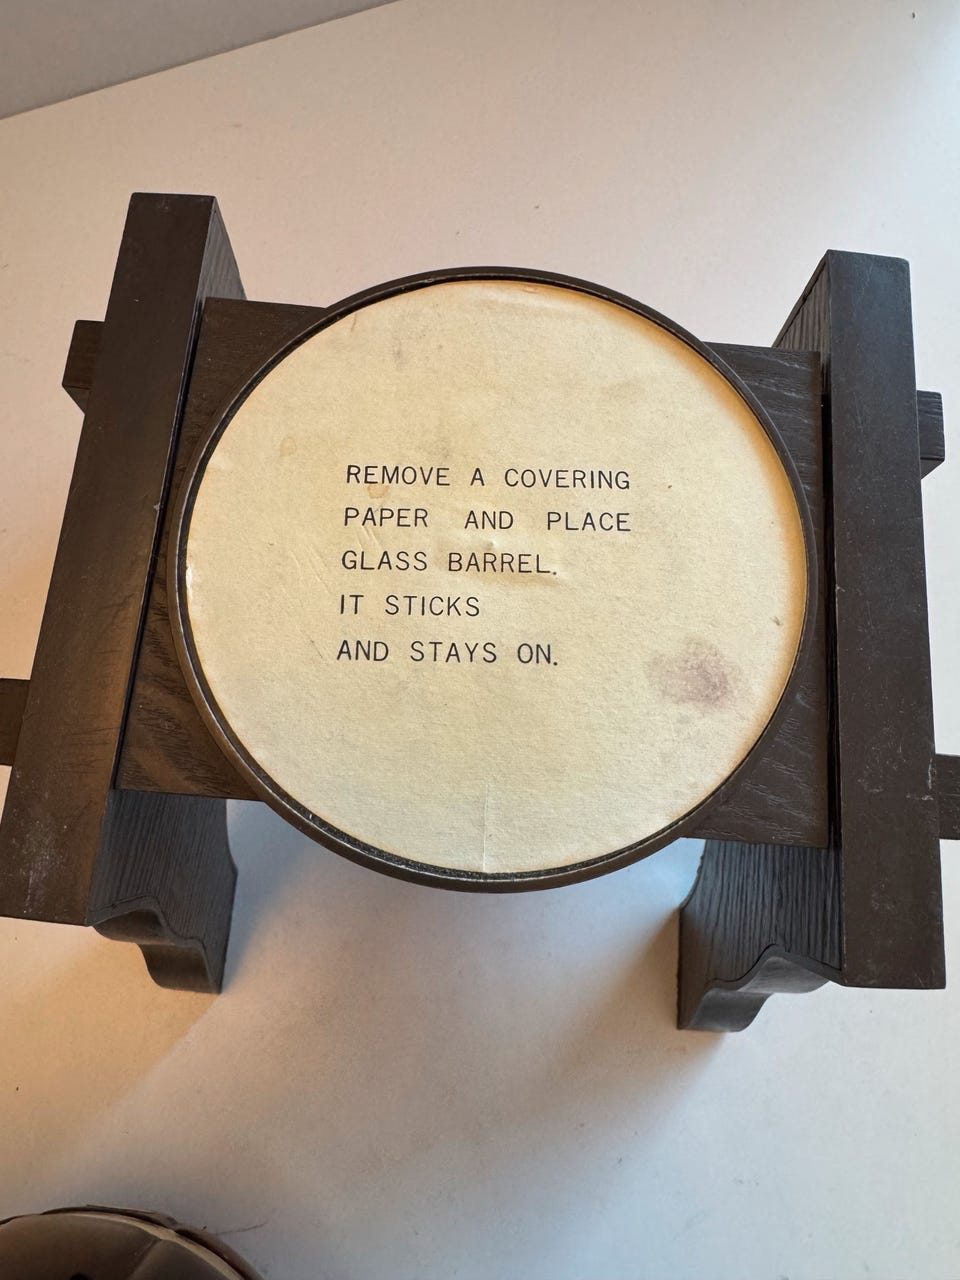 REMOVE A COVERING
PAPER AND PLACE
GLASS BARREL.
IT STICKS
AND STAYS ON.